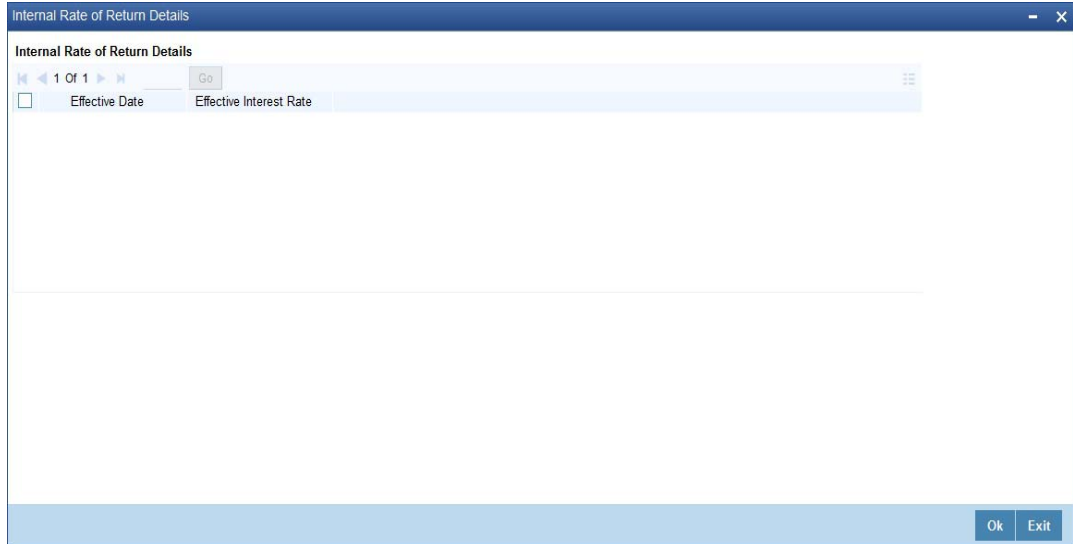 Internal Rate of Return Details
Internal Rate of Return Details
1 Of 1 Go
Effective Date Effective Interest Rate
Ok Exit